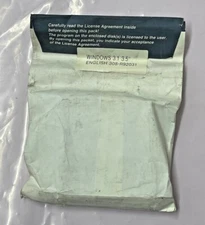 Carefully read the License Agreement inside
before opening this pack!
The program on the enclosed disk(s) is licensed to the user.
By opening this packet, you indicate your acceptance
of the License Agreement.
WINDOWS 3.1 3.5"
ENGLISH